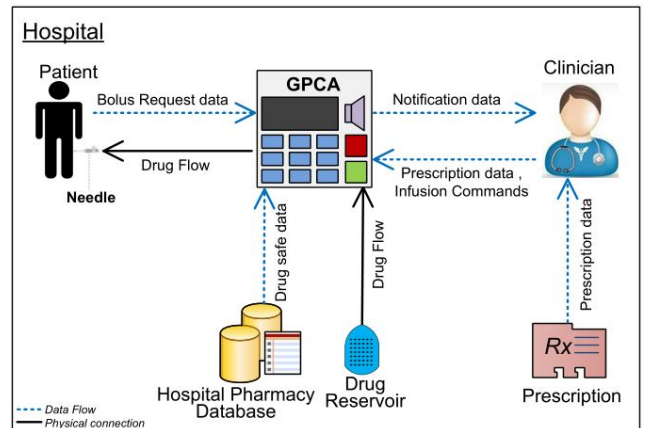 Hospital
Patient
GPCA
Clinician
Bolus Request data
Notification data
Drug Flow
Prescription data ,
Infusion Commands
Needle
Drug safe data
Drug Flow
Prescription data
Rx
Hospital Pharmacy
Database
Drug
Reservoir
Prescription
Data Flow
Physical connection